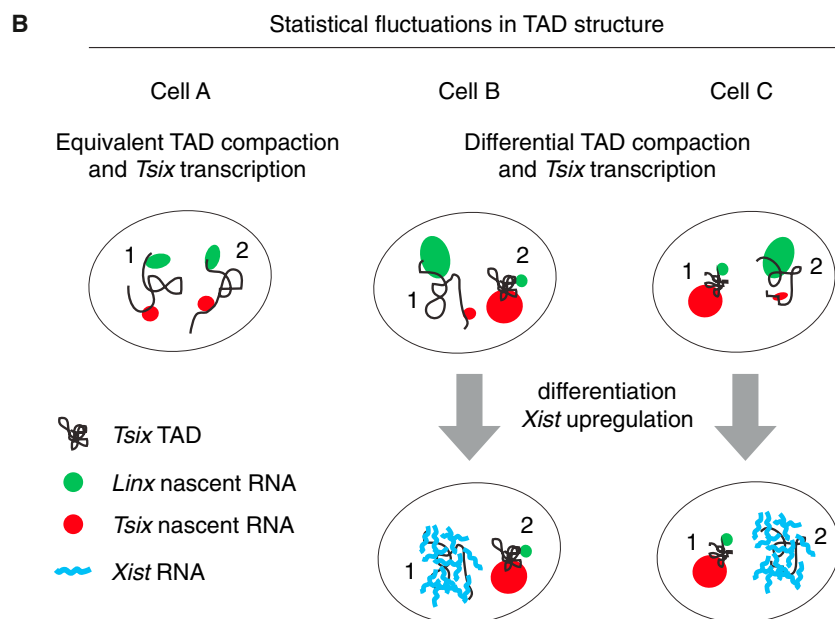 B
Statistical fluctuations in TAD structure
Cell A
Cell B
Cell C
Equivalent TAD compaction
and Tsix transcription
Differential TAD compaction
and Tsix transcription
1
2
1
2
1
2
differentiation
Xist upregulation
Tsix TAD
Linx nascent RNA
Tsix nascent RNA
Xist RNA
1
2
1
2